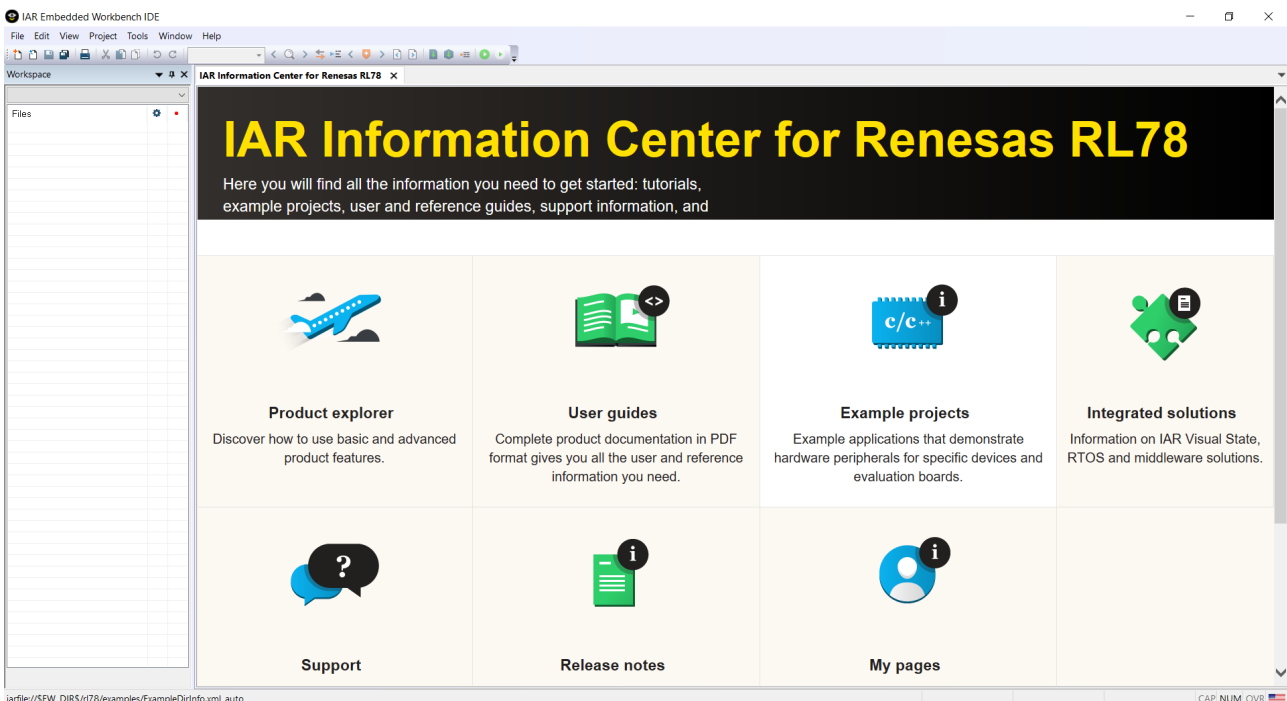 IAR Embedded Workbench IDE
File Edit View Project Tools Window Help
Workspace
IAR Information Center for Renesas RL78
Files
IAR Information Center for Renesas RL78
Here you will find all the information you need to get started: tutorials,
example projects, user and reference guides, support information, and
<>
i
c/c++
Product explorer
User guides
Example projects
Integrated solutions
Discover how to use basic and advanced
product features.
Complete product documentation in PDF
format gives you all the user and reference
information you need.
Example applications that demonstrate
hardware peripherals for specific devices and
evaluation boards.
Information on IAR Visual State,
RTOS and middleware solutions.
?
i
i
Support
Release notes
My pages
iarfile://$EW_DIR$/rl78/examples/ExampleDirInfo.xml_auto
CAP NUM OVR